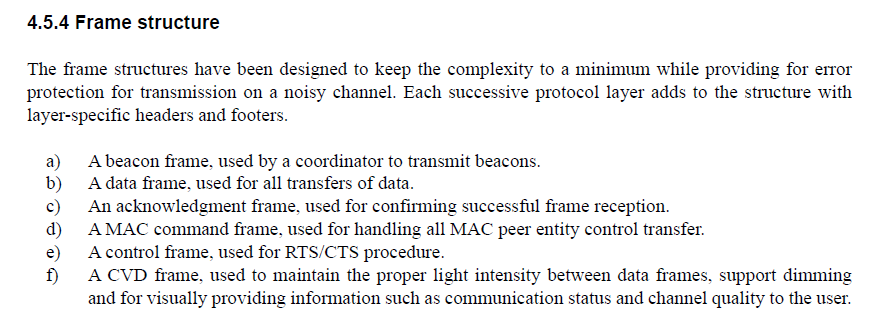 4.5.4 Frame structure
The frame structures have been designed to keep the complexity to a minimum while providing for error
protection for transmission on a noisy channel. Each successive protocol layer adds to the structure with
layer-specific headers and footers.
a) A beacon frame, used by a coordinator to transmit beacons.
b) A data frame, used for all transfers of data.
c) An acknowledgment frame, used for confirming successful frame reception.
d) A MAC command frame, used for handling all MAC peer entity control transfer.
e) A control frame, used for RTS/CTS procedure.
f) A CVD frame, used to maintain the proper light intensity between data frames, support dimming
and for visually providing information such as communication status and channel quality to the user.